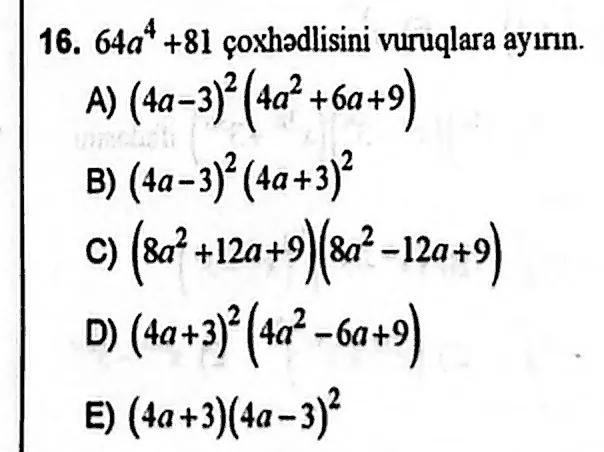 16. 64a⁴ +81 çoxhədlisini vuruqlara ayırın.
A) (4a−3)² (4a² +6a+9)
B) (4a−3)² (4a+3)²
C) (8a² +12a+9)(8a² −12a+9)
D) (4a+3)² (4a² −6a+9)
E) (4a+3)(4a−3)²